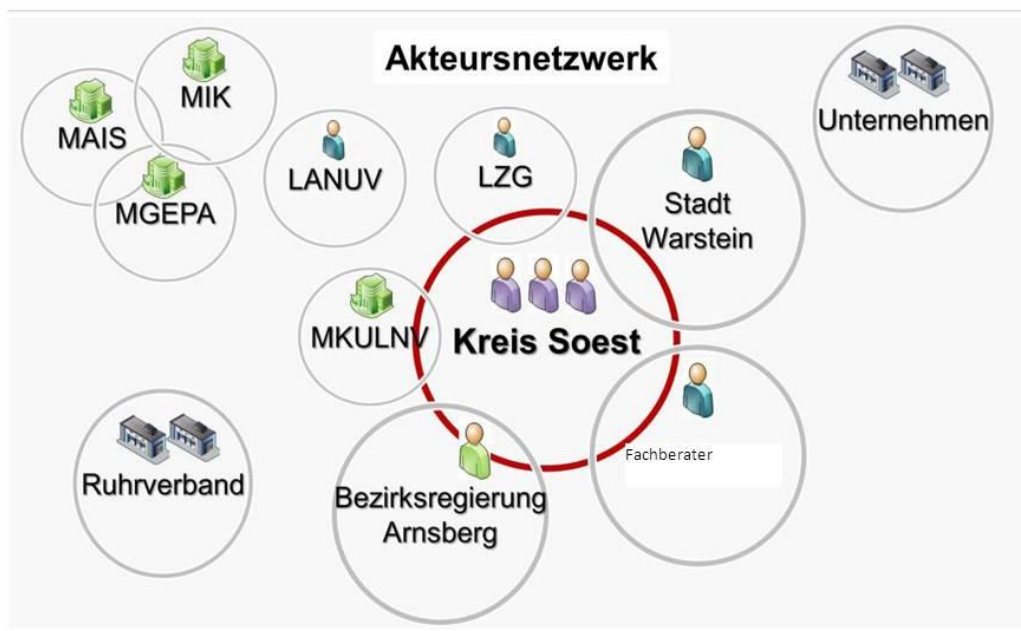 Akteursnetzwerk
MIK
MAIS
MGEPA
LANUV
LZG
Stadt
Warstein
Unternehmen
MKULNV
Kreis Soest
Ruhrverband
Bezirksregierung
Arnsberg
Fachberater